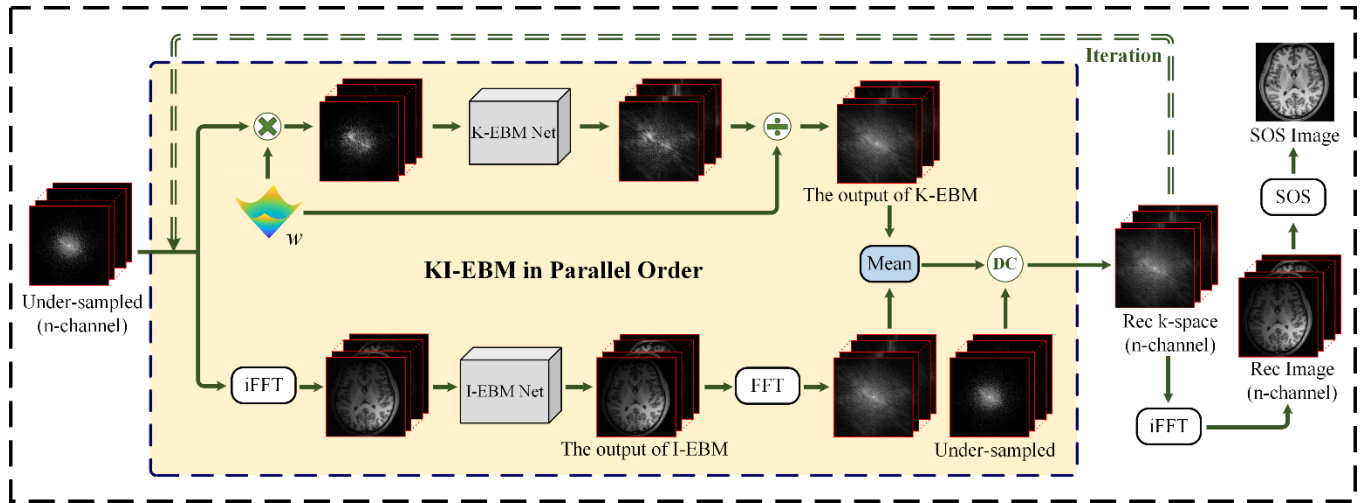 Iteration
SOS Image
K-EBM Net
The output of K-EBM
SOS
w
Under-sampled
(n-channel)
KI-EBM in Parallel Order
Mean
DC
Rec k-space
(n-channel)
iFFT
I-EBM Net
FFT
Rec Image
(n-channel)
The output of I-EBM
Under-sampled
iFFT